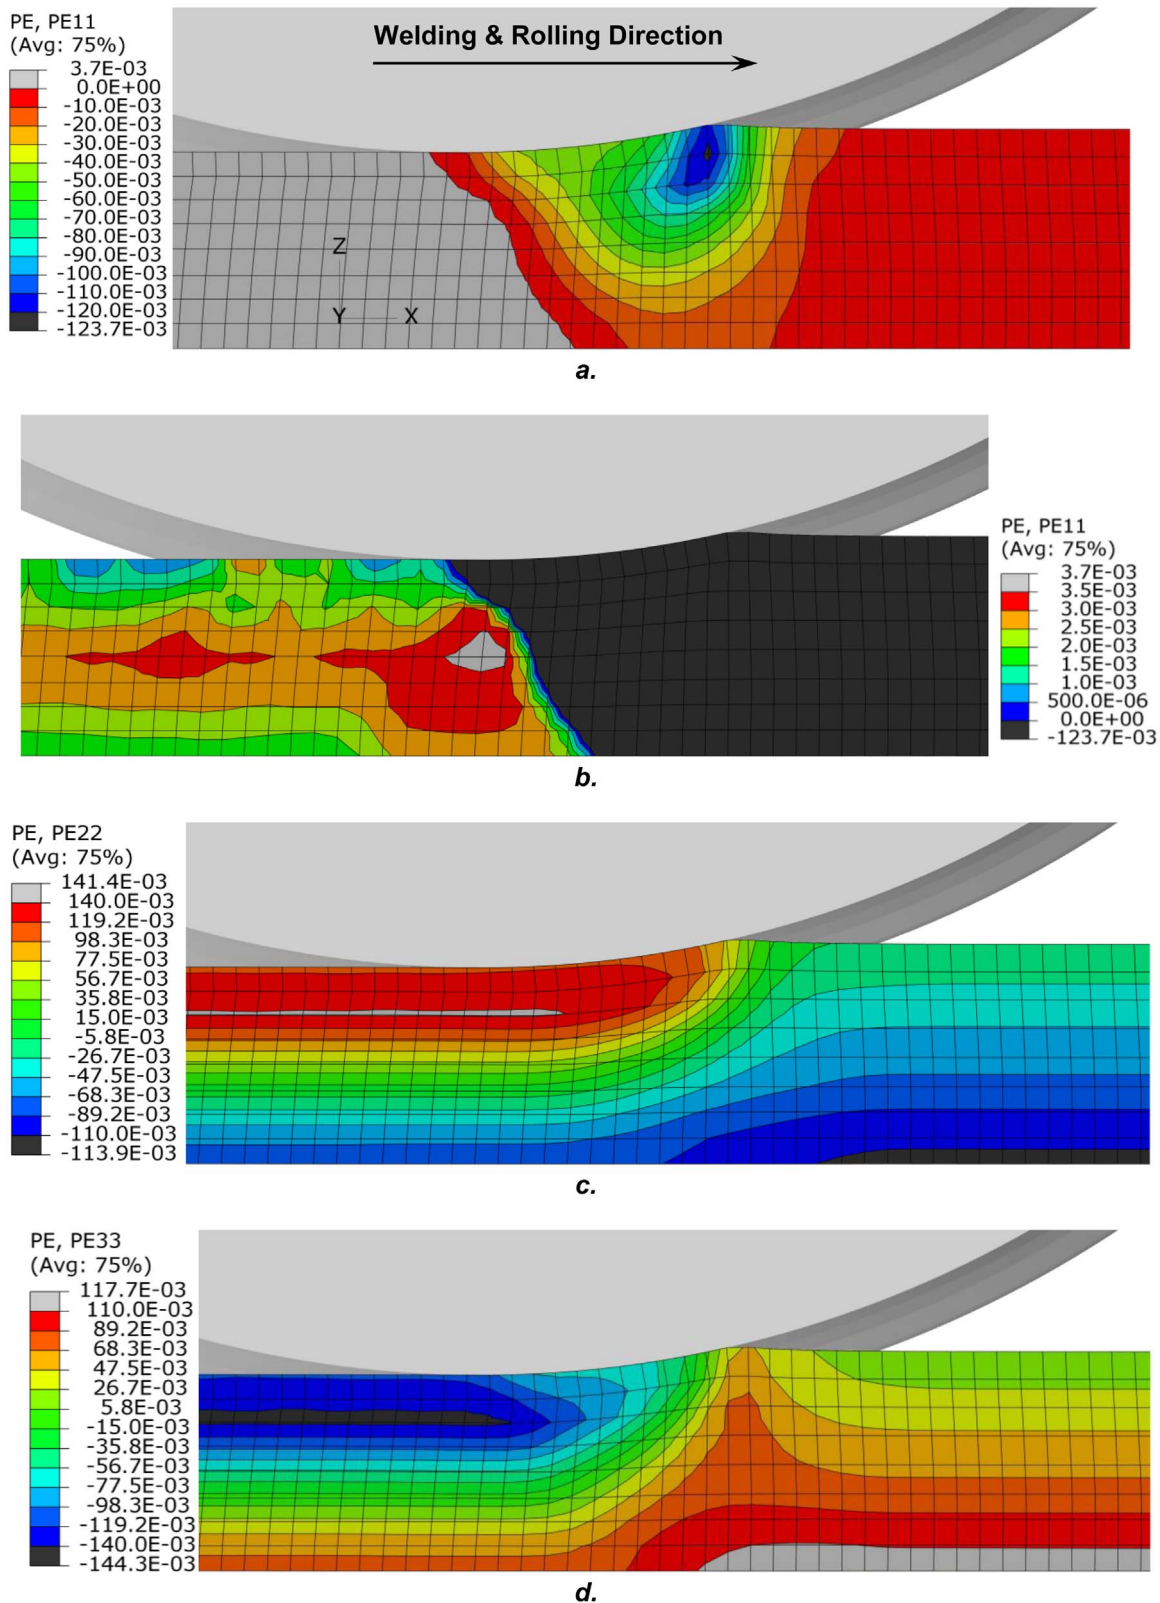 PE, PE11
(Avg: 75%)
3.7E-03
0.0E+00
-10.0E-03
-20.0E-03
-30.0E-03
-40.0E-03
-50.0E-03
-60.0E-03
-70.0E-03
-80.0E-03
-90.0E-03
-100.0E-03
-110.0E-03
-120.0E-03
-123.7E-03
Welding & Rolling Direction
Z
Y X
a.
PE, PE11
(Avg: 75%)
3.7E-03
3.5E-03
3.0E-03
2.5E-03
2.0E-03
1.5E-03
1.0E-03
500.0E-06
0.0E+00
-123.7E-03
b.
PE, PE22
(Avg: 75%)
141.4E-03
140.0E-03
119.2E-03
98.3E-03
77.5E-03
56.7E-03
35.8E-03
15.0E-03
-5.8E-03
-26.7E-03
-47.5E-03
-68.3E-03
-89.2E-03
-110.0E-03
-113.9E-03
c.
PE, PE33
(Avg: 75%)
117.7E-03
110.0E-03
89.2E-03
68.3E-03
47.5E-03
26.7E-03
5.8E-03
-15.0E-03
-35.8E-03
-56.7E-03
-77.5E-03
-98.3E-03
-119.2E-03
-140.0E-03
-144.3E-03
d.